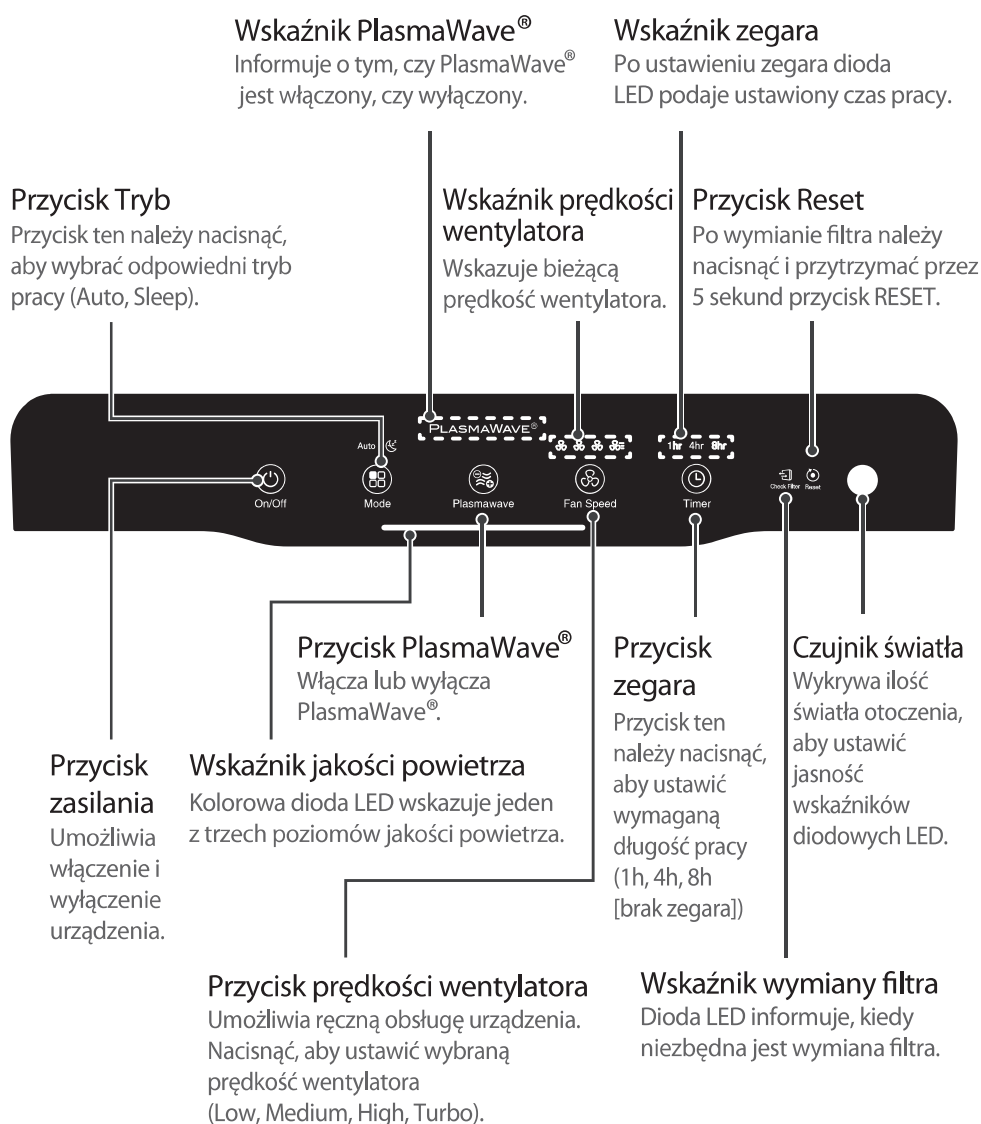 Wskaźnik PlasmaWave®
Informuje o tym, czy PlasmaWave®
jest włączony, czy wyłączony.
Wskaźnik zegara
Po ustawieniu zegara dioda
LED podaje ustawiony czas pracy.
Przycisk Tryb
Przycisk ten należy nacisnąć,
aby wybrać odpowiedni tryb
pracy (Auto, Sleep).
Wskaźnik prędkości
wentylatora
Wskazuje bieżącą
prędkość wentylatora.
Przycisk Reset
Po wymianie filtra należy
nacisnąć i przytrzymać przez
5 sekund przycisk RESET.
PLASMAWAVE®
Auto
1hr 4hr 8hr
On/Off
Mode
Plasmawave
Fan Speed
Timer
Check Filter
Reset
Przycisk PlasmaWave®
Włącza lub wyłącza
PlasmaWave®.
Przycisk
zegara
Przycisk ten
należy nacisnąć,
aby ustawić
wymaganą
długość pracy
(1h, 4h, 8h
[brak zegara])
Czujnik światła
Wykrywa ilość
światła otoczenia,
aby ustawić
jasność
wskaźników
diodowych LED.
Przycisk
zasilania
Umożliwia
włączenie i
wyłączenie
urządzenia.
Wskaźnik jakości powietrza
Kolorowa dioda LED wskazuje jeden
z trzech poziomów jakości powietrza.
Przycisk prędkości wentylatora
Umożliwia ręczną obsługę urządzenia.
Nacisnąć, aby ustawić wybraną
prędkość wentylatora
(Low, Medium, High, Turbo).
Wskaźnik wymiany filtra
Dioda LED informuje, kiedy
niezbędna jest wymiana filtra.